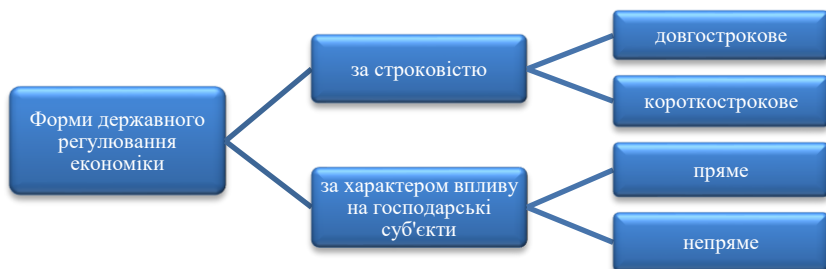 Форми державного
регулювання
економіки
за строковістю
довгострокове
короткострокове
за характером впливу
на господарські
суб'єкти
пряме
непряме